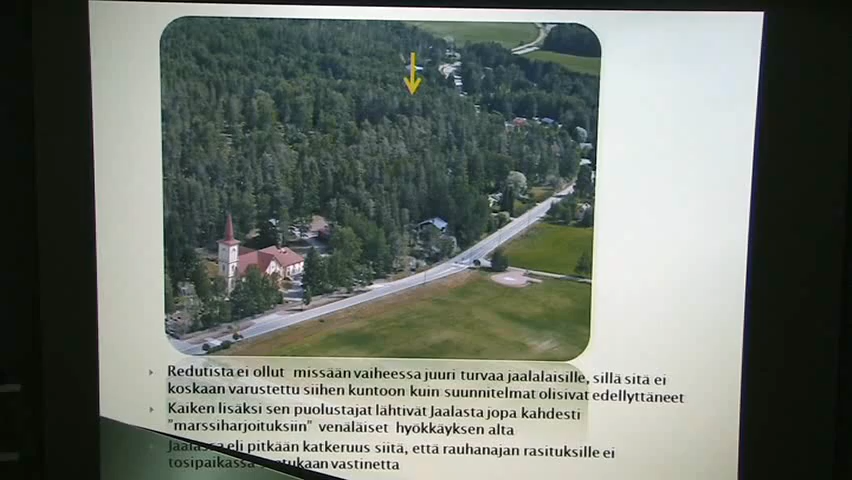 Redutista ei ollut missään vaiheessa juuri turvaa jaalalaisille, sillä sitä ei
koskaan varustettu siihen kuntoon kuin suunnitelmat olisivat edellyttäneet
Kaiken lisäksi sen puolustajat lähtivät Jaalasta jopa kahdesti
"marssiharjoituksiin" venäläiset hyökkäyksen alta
Jaalassa eli pitkään katkeruus siitä, että rauhanajan rasituksille ei
tosipaikassa vastinetta